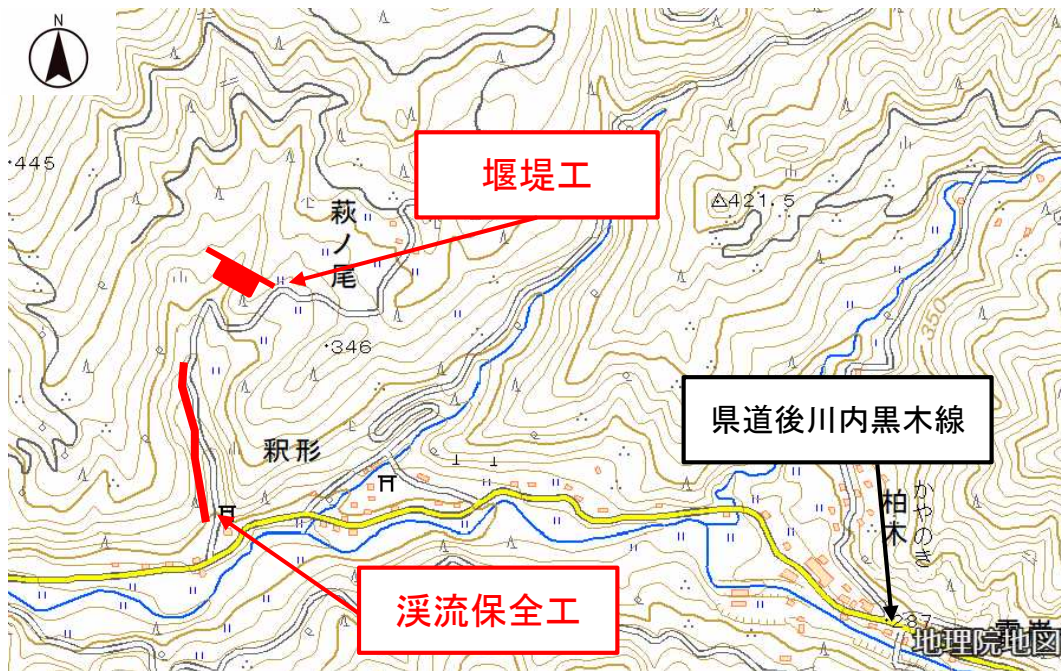 N
・445
堰堤工
萩ノ尾
△421.5
350
・346
県道後川内黒木線
釈形
柏木
かやのき
渓流保全工
287
地理院地図